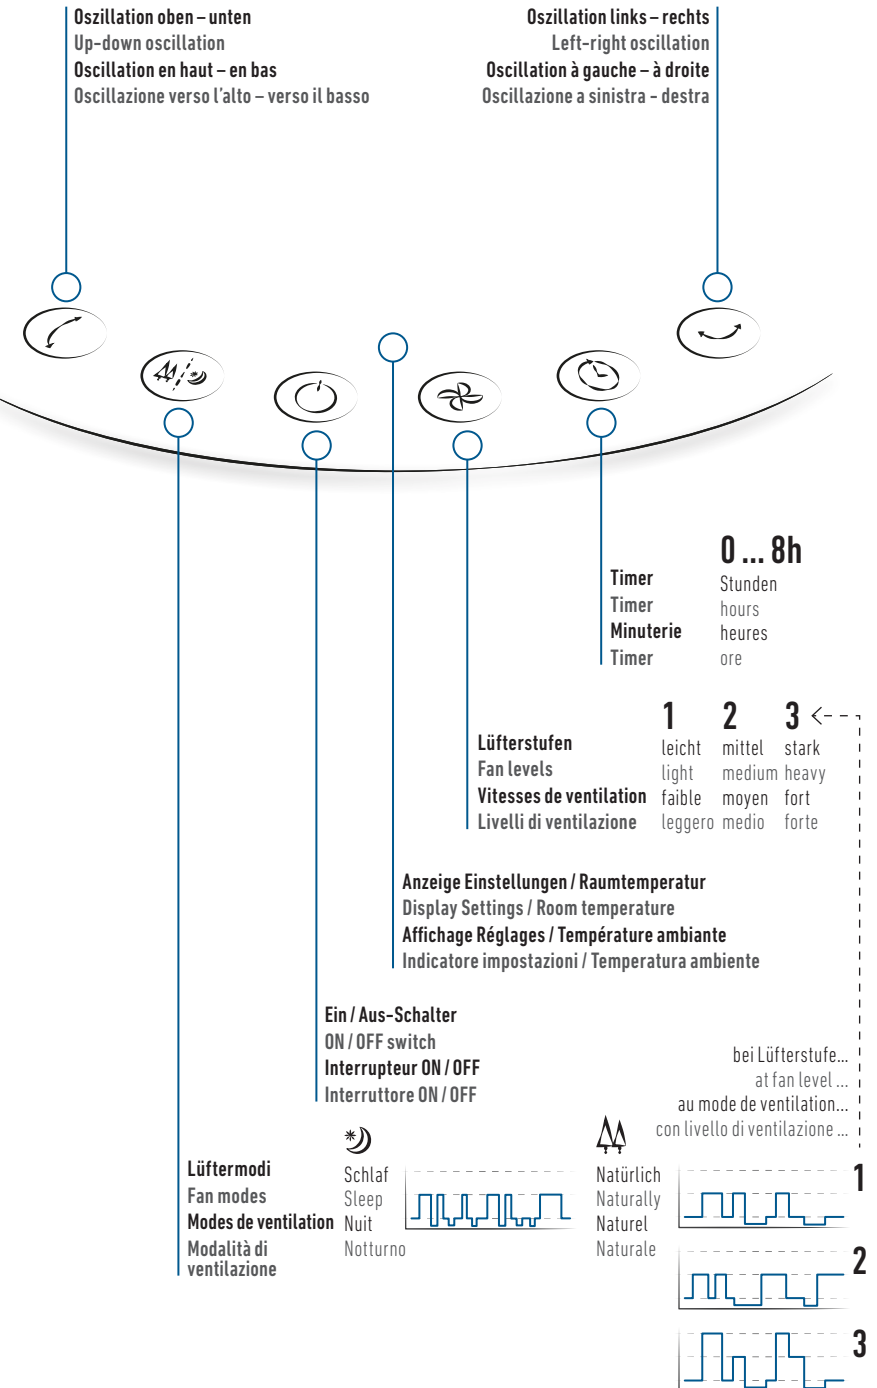 Oszillation oben – unten
Up-down oscillation
Oscillation en haut – en bas
Oscillazione verso l'alto – verso il basso
Oszillation links – rechts
Left-right oscillation
Oscillation à gauche – à droite
Oscillazione a sinistra - destra
0 ... 8h
Timer Stunden
Timer hours
Minuterie heures
Timer ore
1 2 3
Lüfterstufen leicht mittel stark
Fan levels light medium heavy
Vitesses de ventilation faible moyen fort
Livelli di ventilazione leggero medio forte
Anzeige Einstellungen / Raumtemperatur
Display Settings / Room temperature
Affichage Réglages / Température ambiante
Indicatore impostazioni / Temperatura ambiente
Ein / Aus-Schalter
ON / OFF switch
Interrupteur ON / OFF
Interruttore ON / OFF
bei Lüfterstufe...
at fan level ...
au mode de ventilation...
con livello di ventilazione ...
Lüftermodi
Fan modes
Modes de ventilation
Modalità di
ventilazione
Schlaf
Sleep
Nuit
Notturno
Natürlich
Naturally
Naturel
Naturale
1
2
3